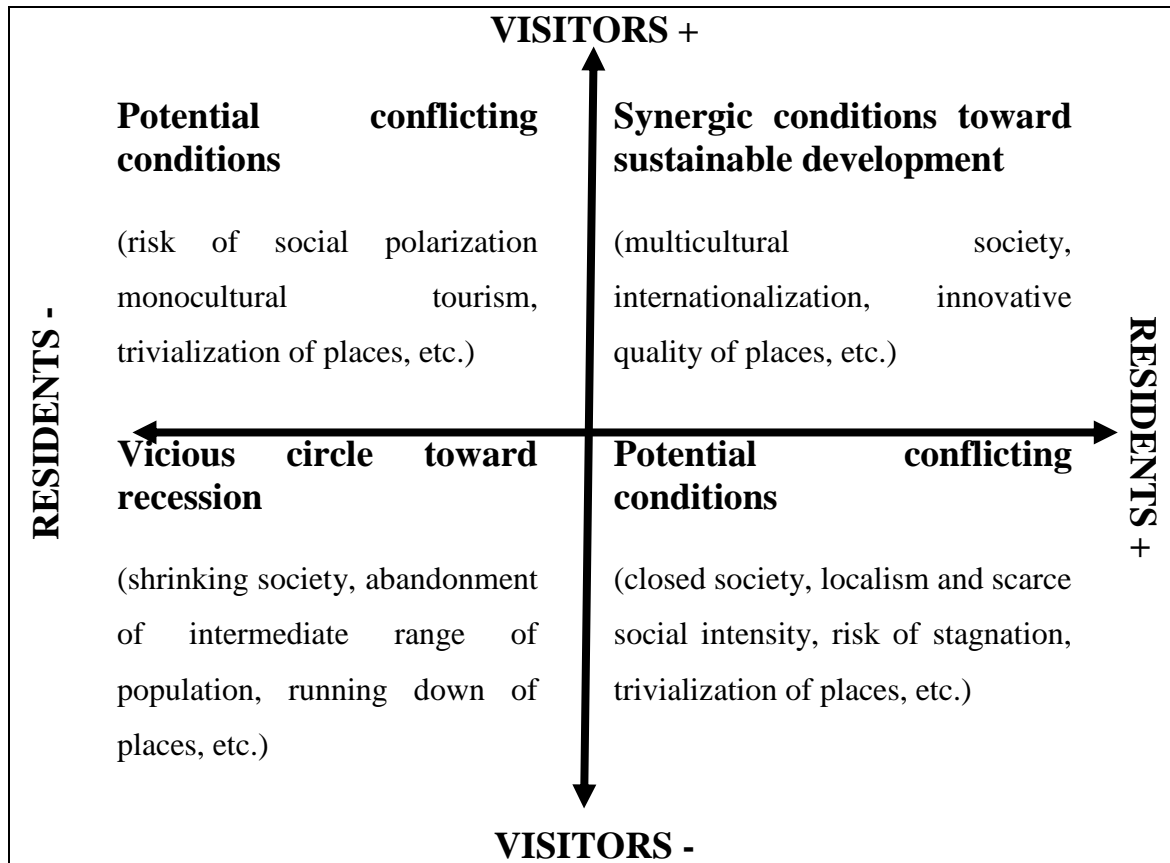 VISITORS +
Potential conflicting
conditions
(risk of social polarization
monocultural tourism,
trivialization of places, etc.)
Synergic conditions toward
sustainable development
(multicultural society,
internationalization, innovative
quality of places, etc.)
RESIDENTS -
RESIDENTS +
Vicious circle toward
recession
(shrinking society, abandonment
of intermediate range of
population, running down of
places, etc.)
Potential conflicting
conditions
(closed society, localism and scarce
social intensity, risk of stagnation,
trivialization of places, etc.)
VISITORS -